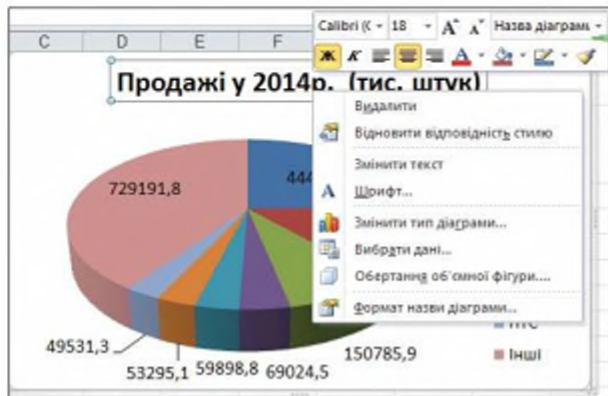 Calibri (С 18 А А Назва діаграмі
Ж К А
C D E F
Продажі у 2014р. (тис. штук)
Видалити
Відновити відповідність стилю
Змінити текст
Шрифт...
Змінити тип діаграми...
Вибрати дані...
Обертання об'ємної фігури....
Формат назви діаграми...
729191,8
444
49531,3
53295,1 59898,8 69024,5
150785,9
Інші